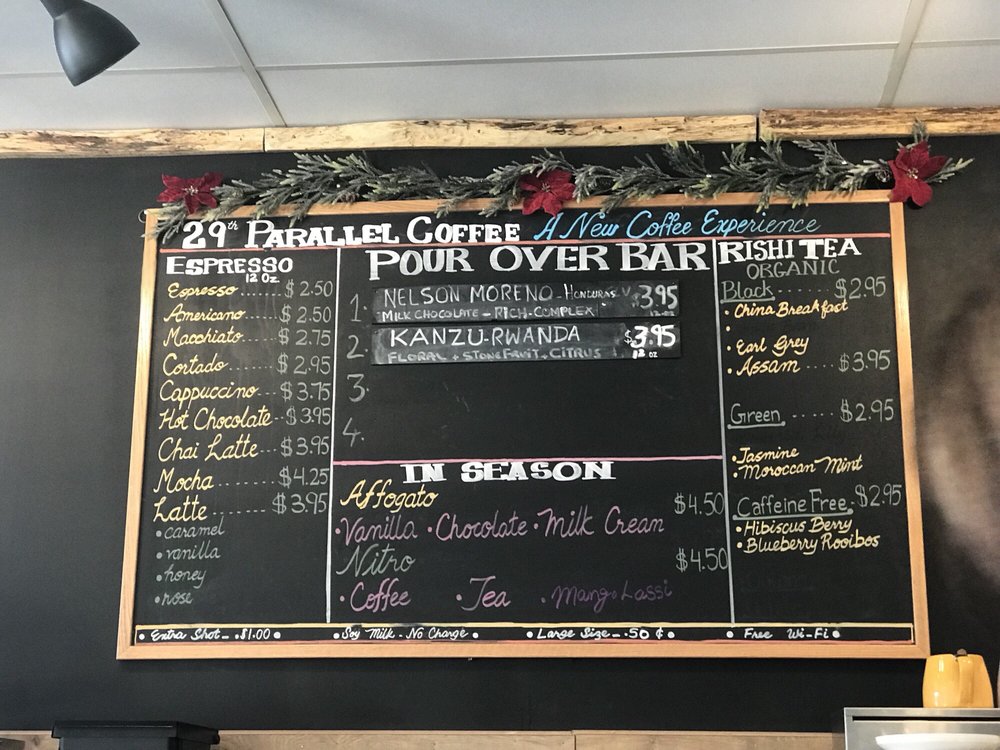 29th PARALLEL COFFEE A New Coffee Experience
ESPRESSO
12 Oz
Espresso...... $2.50
Americano.... $2.50
Macchiato.... $2.75
Cortado...... $2.95
Cappuccino... $3.75
Hot Chocolate.. $3.95
Chai Latte... $3.95
Mocha........ $4.25
Latte........ $3.95
• caramel
• vanilla
• honey
• rose
POUR OVER BAR
1. NELSON MORENO - HONDURAS $3.95
MILK CHOCOLATE - RICH - COMPLEX 12 oz
2. KANZU-RWANDA $3.95
FLORAL + STONE FRUIT, CITRUS 12 oz
3.
4.
IN SEASON
Affogato $4.50
• Vanilla • Chocolate • Milk Cream
Nitro $4.50
• Coffee • Tea • Mango Lassi
RISHI TEA
ORGANIC
Black ..... $2.95
• China Breakfast
•
• Earl Grey
• Assam .... $3.95
Green ..... $2.95
• Jasmine
• Moroccan Mint
Caffeine Free. $2.95
• Hibiscus Berry
• Blueberry Rooibos
• Extra Shot - .$1.00 • • Soy Milk - No Charge • • Large Size - .50 ¢ • • Free Wi-Fi •